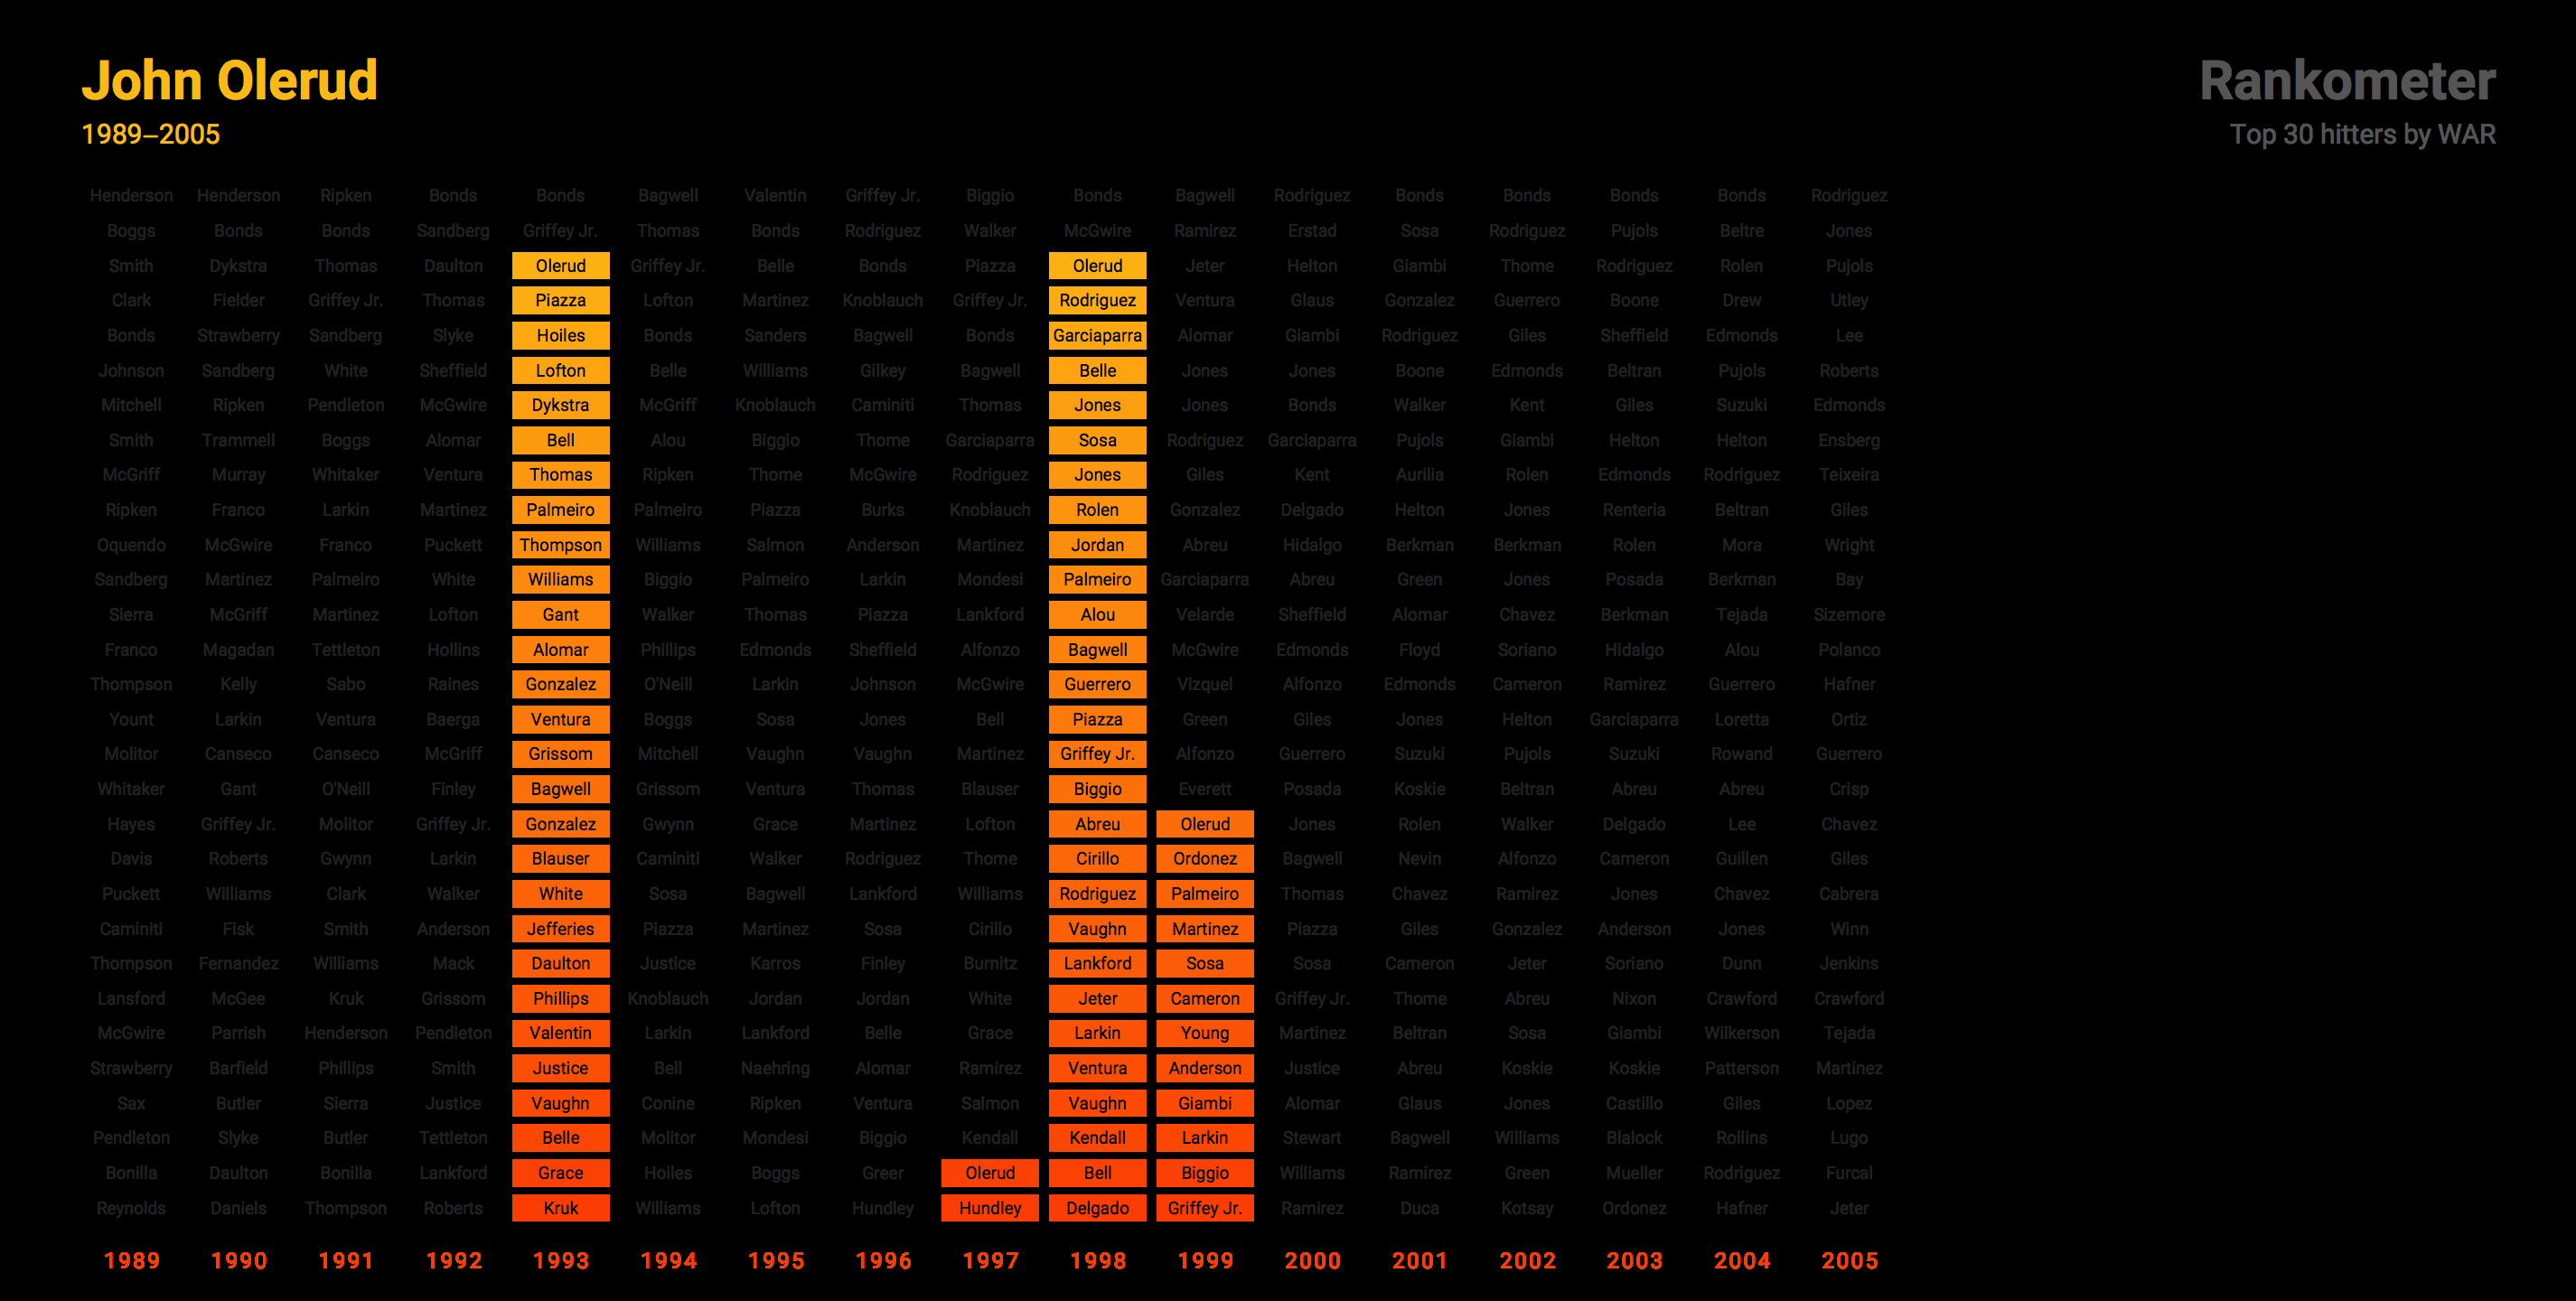 John Olerud Rankometer
1989–2005 Top 30 hitters by WAR
Henderson Henderson Ripken Bonds Bonds Bagwell Valentin Griffey Jr. Biggio Bonds Bagwell Rodriguez Bonds Bonds Bonds Bonds Rodriguez
Boggs Bonds Bonds Sandberg Griffey Jr. Thomas Bonds Rodriguez Walker McGwire Ramirez Erstad Sosa Rodriguez Pujols Beltre Jones
Smith Dykstra Thomas Daulton Olerud Griffey Jr. Belle Bonds Piazza Olerud Jeter Helton Giambi Thome Rodriguez Rolen Pujols
Clark Fielder Griffey Jr. Thomas Piazza Lofton Martinez Knoblauch Griffey Jr. Rodriguez Ventura Glaus Gonzalez Guerrero Boone Drew Utley
Bonds Strawberry Sandberg Slyke Hoiles Bonds Sanders Bagwell Bonds Garciaparra Alomar Giambi Rodriguez Giles Sheffield Edmonds Lee
Johnson Sandberg White Sheffield Lofton Belle Williams Gilkey Bagwell Belle Jones Jones Boone Edmonds Beltran Pujols Roberts
Mitchell Ripken Pendleton McGwire Dykstra McGriff Knoblauch Caminiti Thomas Jones Jones Bonds Walker Kent Giles Suzuki Edmonds
Smith Trammell Boggs Alomar Bell Alou Biggio Thome Garciaparra Sosa Rodriguez Garciaparra Pujols Giambi Helton Helton Ensberg
McGriff Murray Whitaker Ventura Thomas Ripken Thome McGwire Rodriguez Jones Giles Kent Aurilia Rolen Edmonds Rodriguez Teixeira
Ripken Franco Larkin Martinez Palmeiro Palmeiro Piazza Burks Knoblauch Rolen Gonzalez Delgado Helton Jones Renteria Beltran Giles
Oquendo McGwire Franco Puckett Thompson Williams Salmon Anderson Martinez Jordan Abreu Hidalgo Berkman Berkman Rolen Mora Wright
Sandberg Martinez Palmeiro White Williams Biggio Palmeiro Larkin Mondesi Palmeiro Garciaparra Abreu Green Jones Posada Berkman Bay
Sierra McGriff Martinez Lofton Gant Walker Thomas Piazza Lankford Alou Velarde Sheffield Alomar Chavez Berkman Tejada Sizemore
Franco Magadan Tettleton Hollins Alomar Phillips Edmonds Sheffield Alfonzo Bagwell McGwire Edmonds Floyd Soriano Hidalgo Alou Polanco
Thompson Kelly Sabo Raines Gonzalez O'Neill Larkin Johnson McGwire Guerrero Vizquel Alfonzo Edmonds Cameron Ramirez Guerrero Hafner
Yount Larkin Ventura Baerga Ventura Boggs Sosa Jones Bell Piazza Green Giles Jones Helton Garciaparra Loretta Ortiz
Molitor Canseco Canseco McGriff Grissom Mitchell Vaughn Vaughn Martinez Griffey Jr. Alfonzo Guerrero Suzuki Pujols Suzuki Rowand Guerrero
Whitaker Gant O'Neill Finley Bagwell Grissom Ventura Thomas Blauser Biggio Everett Posada Koskie Beltran Abreu Abreu Crisp
Hayes Griffey Jr. Molitor Griffey Jr. Gonzalez Gwynn Grace Martinez Lofton Abreu Olerud Jones Rolen Walker Delgado Lee Chavez
Davis Roberts Gwynn Larkin Blauser Caminiti Walker Rodriguez Thome Cirillo Ordonez Bagwell Nevin Alfonzo Cameron Guillen Giles
Puckett Williams Clark Walker White Sosa Bagwell Lankford Williams Rodriguez Palmeiro Thomas Chavez Ramirez Jones Chavez Cabrera
Caminiti Fisk Smith Anderson Jefferies Piazza Martinez Sosa Cirillo Vaughn Martinez Piazza Giles Gonzalez Anderson Jones Winn
Thompson Fernandez Williams Mack Daulton Justice Karros Finley Burnitz Lankford Sosa Sosa Cameron Jeter Soriano Dunn Jenkins
Lansford McGee Kruk Grissom Phillips Knoblauch Jordan Jordan White Jeter Cameron Griffey Jr. Thome Abreu Nixon Crawford Crawford
McGwire Parrish Henderson Pendleton Valentin Larkin Lankford Belle Grace Larkin Young Martinez Beltran Sosa Giambi Wilkerson Tejada
Strawberry Barfield Phillips Smith Justice Bell Naehring Alomar Ramirez Ventura Anderson Justice Abreu Koskie Koskie Patterson Martinez
Sax Butler Sierra Justice Vaughn Conine Ripken Ventura Salmon Vaughn Giambi Alomar Glaus Jones Castillo Giles Lopez
Pendleton Slyke Butler Tettleton Belle Molitor Mondesi Biggio Kendall Kendall Larkin Stewart Bagwell Williams Blalock Rollins Lugo
Bonilla Daulton Bonilla Lankford Grace Hoiles Boggs Greer Olerud Bell Biggio Williams Ramirez Green Mueller Rodriguez Furcal
Reynolds Daniels Thompson Roberts Kruk Williams Lofton Hundley Hundley Delgado Griffey Jr. Ramirez Duca Kotsay Ordonez Hafner Jeter
1989 1990 1991 1992 1993 1994 1995 1996 1997 1998 1999 2000 2001 2002 2003 2004 2005